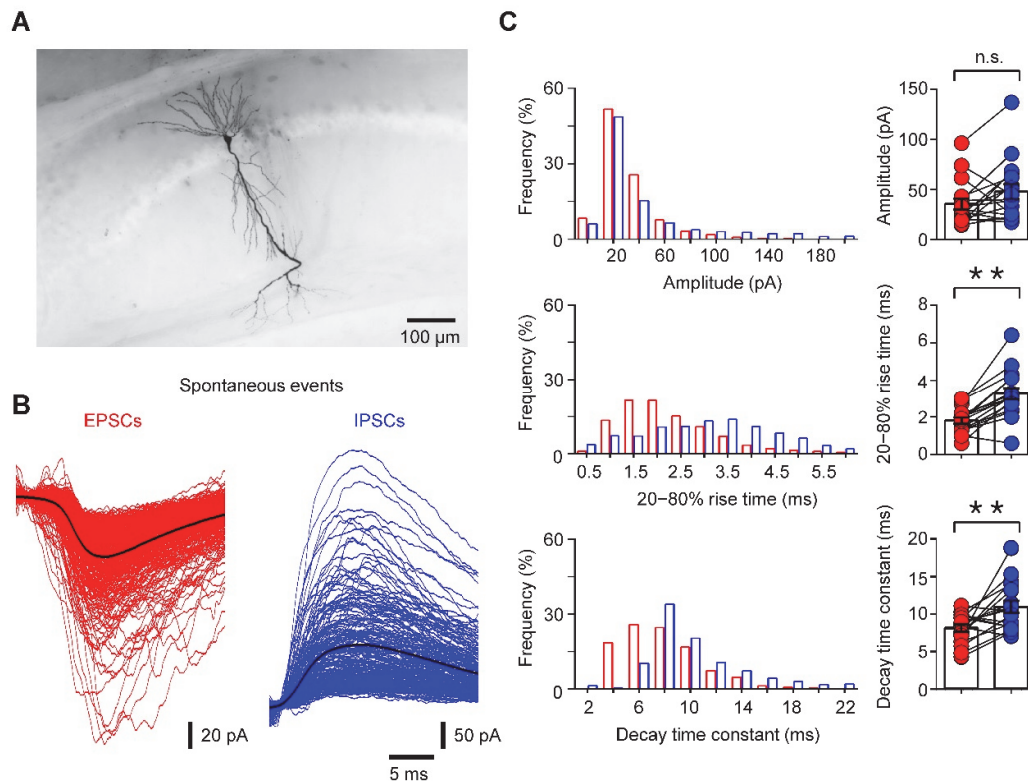 A
100 µm
Spontaneous events
B
EPSCs
IPSCs
20 pA
50 pA
5 ms
C
Frequency (%)
60
30
0
20
60
100
140
180
Amplitude (pA)
n.s.
Amplitude (pA)
150
100
50
0
Frequency (%)
60
30
0
0.5
1.5
2.5
3.5
4.5
5.5
20−80% rise time (ms)
* *
20−80% rise time (ms)
8
6
4
2
0
Frequency (%)
60
30
0
2
6
10
14
18
22
Decay time constant (ms)
* *
Decay time constant (ms)
20
15
10
5
0